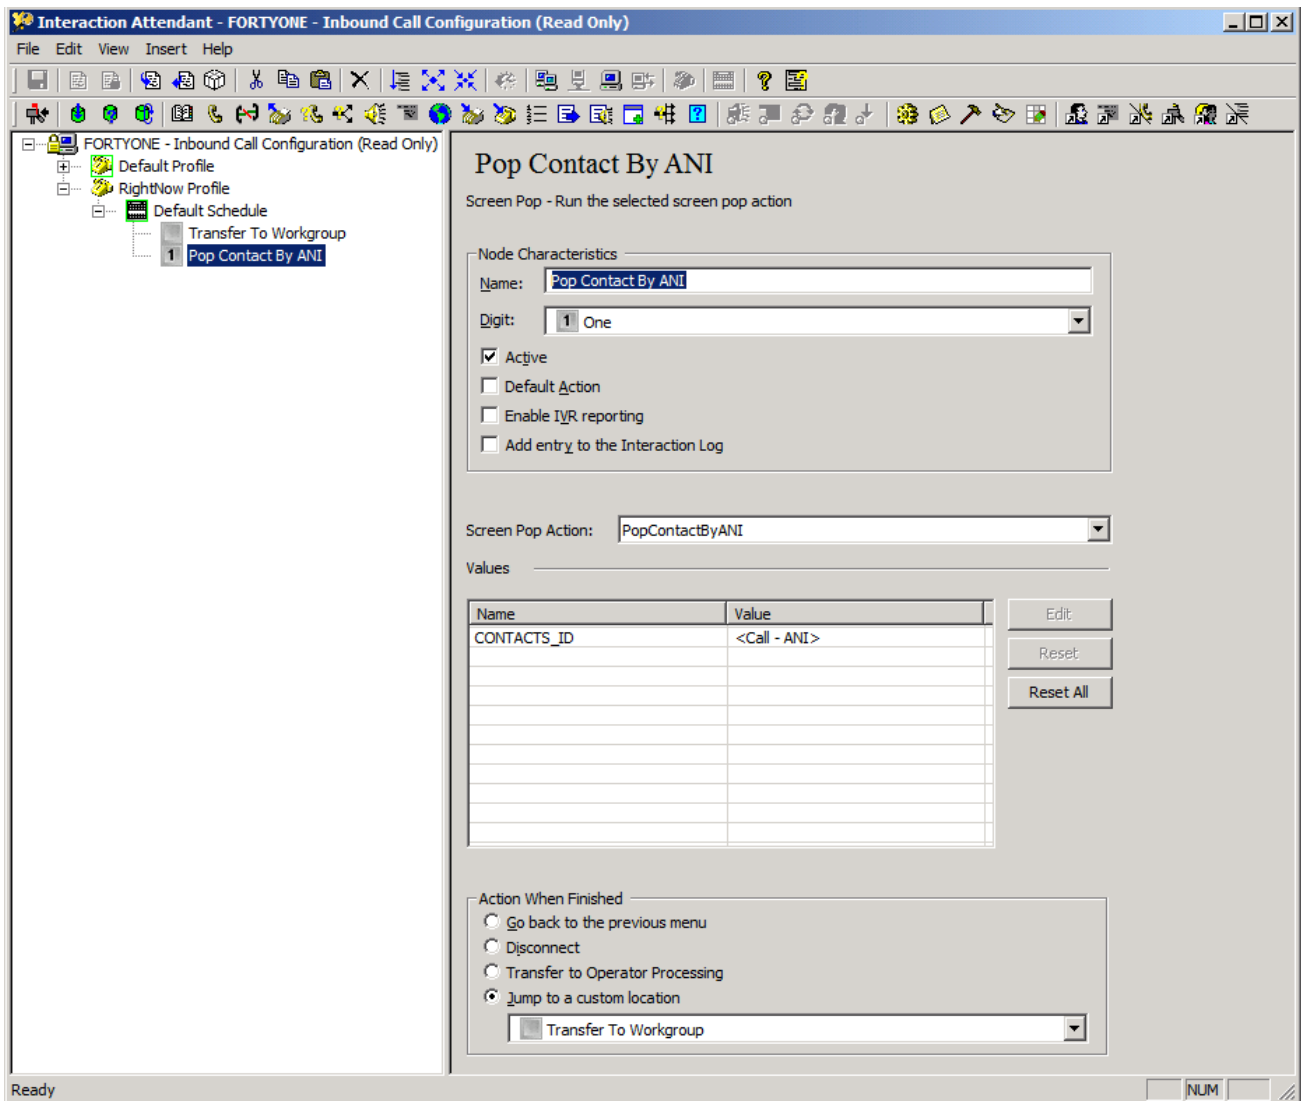 Interaction Attendant - FORTYONE - Inbound Call Configuration (Read Only)
File Edit View Insert Help
FORTYONE - Inbound Call Configuration (Read Only)
Default Profile
RightNow Profile
Default Schedule
Transfer To Workgroup
1 Pop Contact By ANI
Pop Contact By ANI
Screen Pop - Run the selected screen pop action
Node Characteristics
Name: Pop Contact By ANI
Digit: 1 One
Active
Default Action
Enable IVR reporting
Add entry to the Interaction Log
Screen Pop Action: PopContactByANI
Values
Name Value
CONTACTS_ID <Call - ANI>
Edit
Reset
Reset All
Action When Finished
Go back to the previous menu
Disconnect
Transfer to Operator Processing
Jump to a custom location
Transfer To Workgroup
Ready NUM